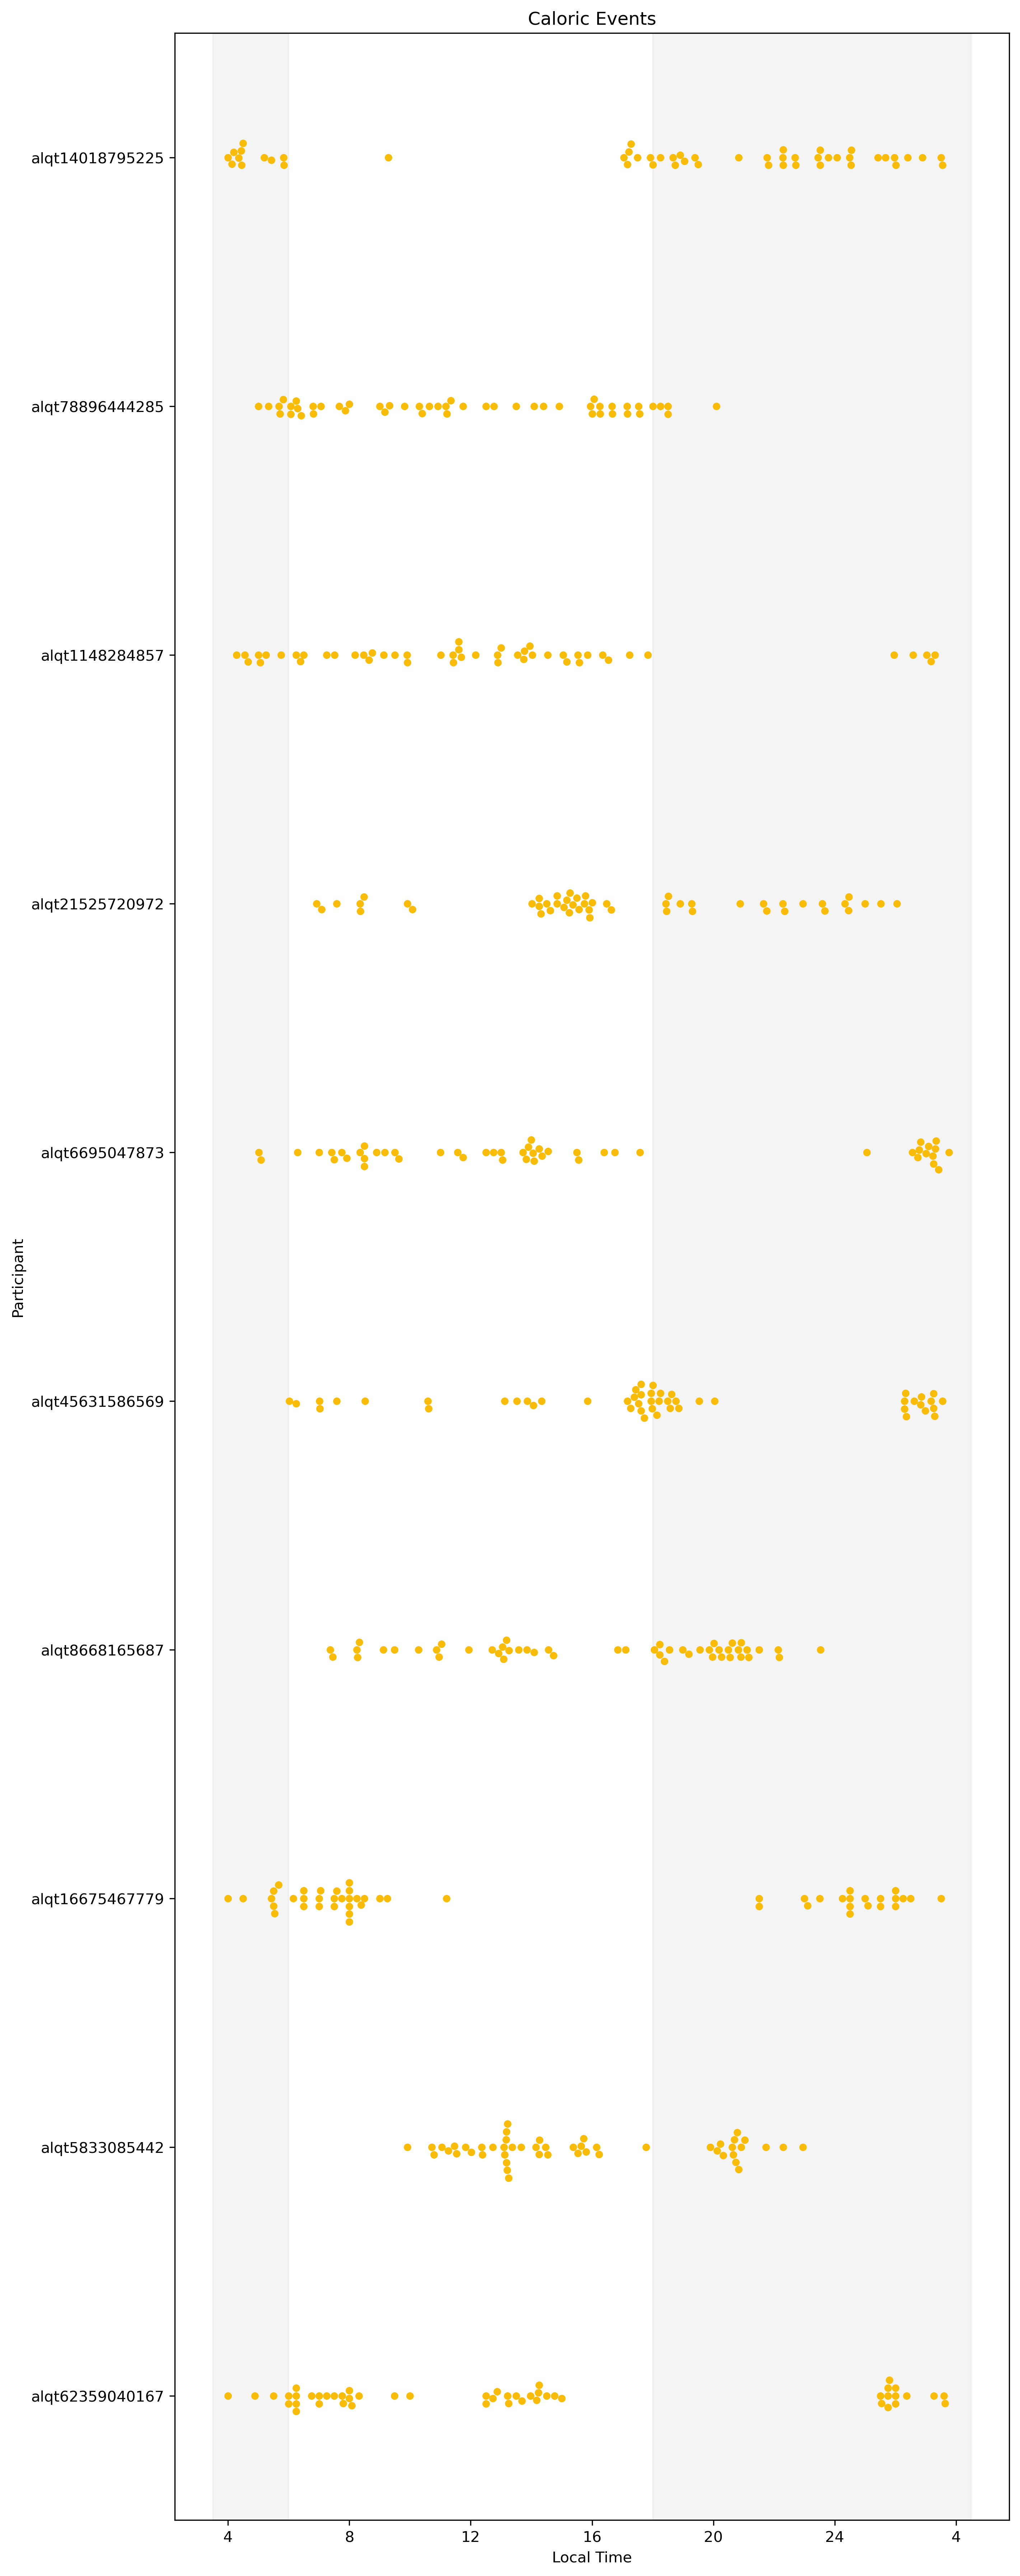 Caloric Events
alqt14018795225
alqt78896444285
alqt1148284857
alqt21525720972
alqt6695047873
Participant
alqt45631586569
alqt8668165687
alqt16675467779
alqt5833085442
alqt62359040167
4 8 12 16 20 24 4
Local Time